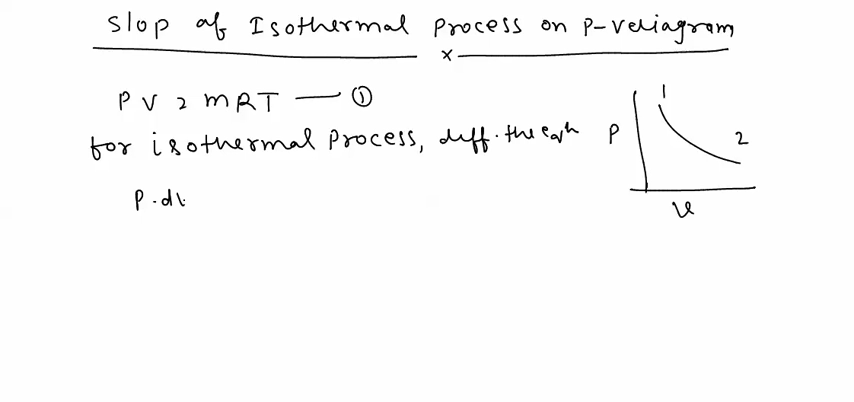 Slop of Isothermal Process on P-V diagram
x
PV = mRT — ①
for isothermal Process, diff. the eqn
P.dv
1
P
2
V